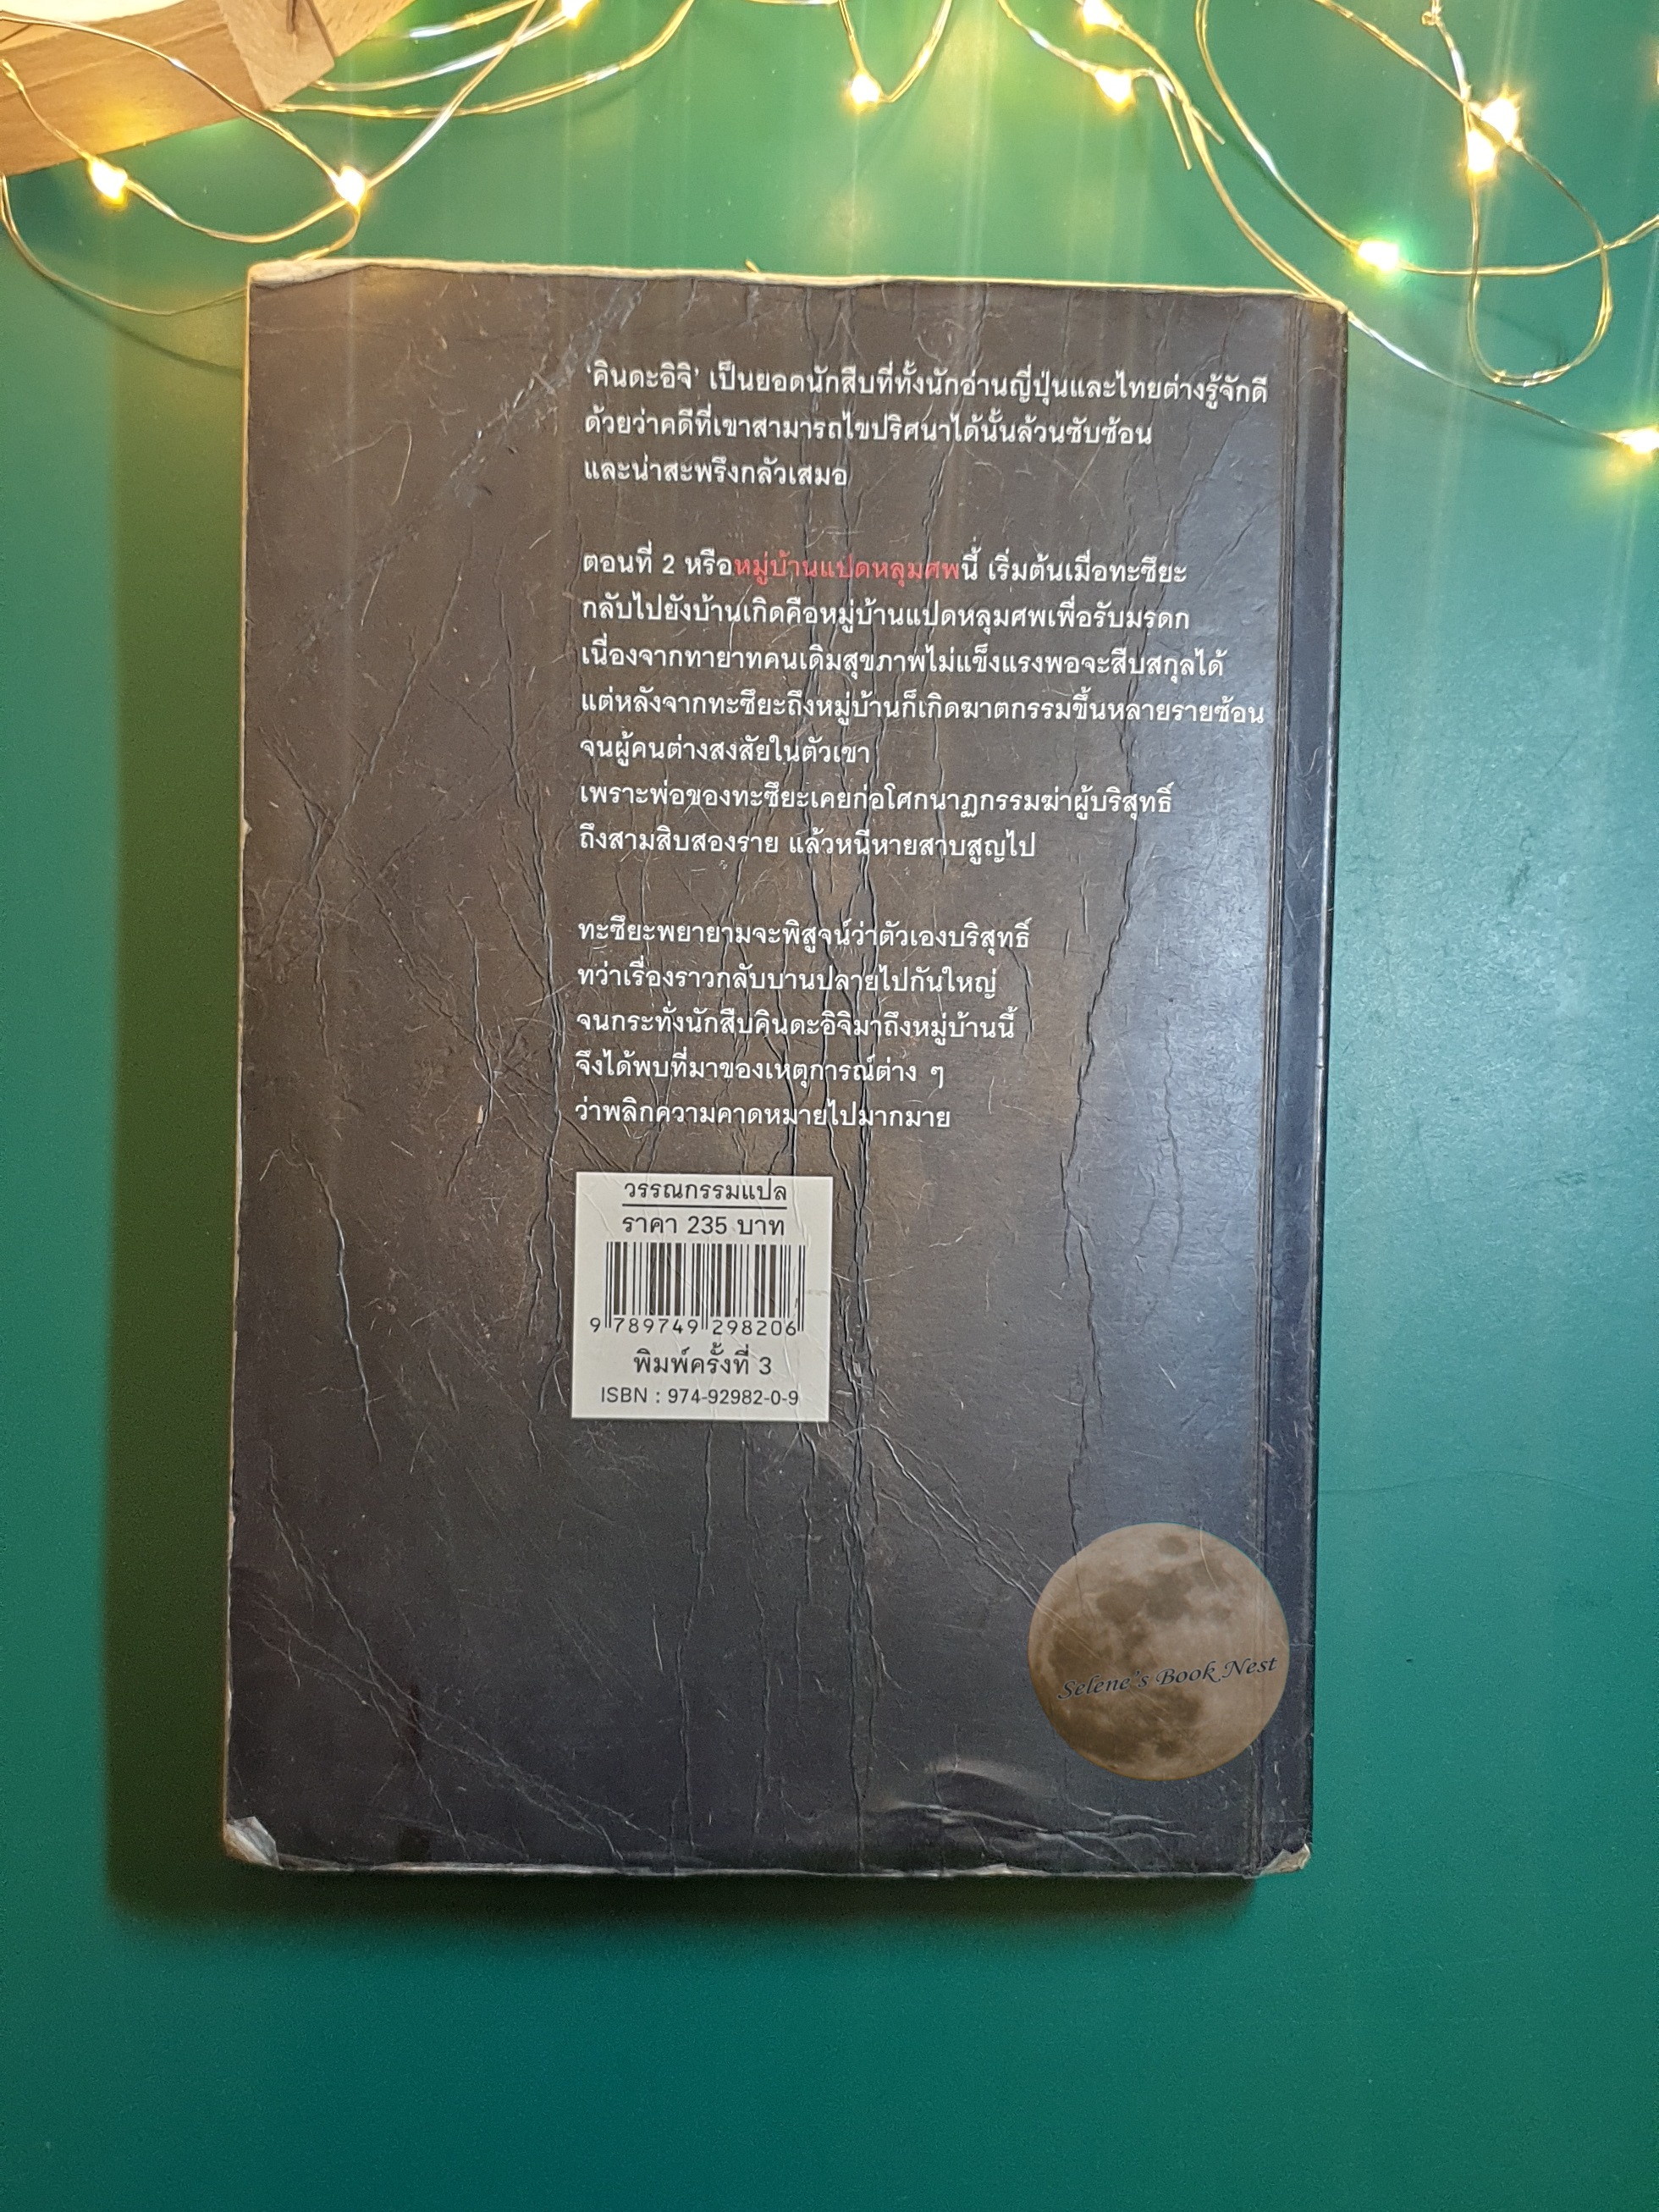 'คินดะอิจิ' เป็นยอดนักสืบที่ทั้งนักอ่านญี่ปุ่นและไทยต่างรู้จักดี
ด้วยว่าคดีที่เขาสามารถไขปริศนาได้นั้นล้วนซับซ้อน
และน่าสะพรึงกลัวเสมอ
ตอนที่ 2 หรือหมู่บ้านแปดหลุมศพนี้ เริ่มต้นเมื่อทะซึยะ
กลับไปยังบ้านเกิดคือหมู่บ้านแปดหลุมศพเพื่อรับมรดก
เนื่องจากทายาทคนเดิมสุขภาพไม่แข็งแรงพอจะสืบสกุลได้
แต่หลังจากทะซึยะถึงหมู่บ้านก็เกิดฆาตกรรมขึ้นหลายรายซ้อน
จนผู้คนต่างสงสัยในตัวเขา
เพราะพ่อของทะซึยะเคยก่อโศกนาฏกรรมฆ่าผู้บริสุทธิ์
ถึงสามสิบสองราย แล้วหนีหายสาบสูญไป
ทะซึยะพยายามจะพิสูจน์ว่าตัวเองบริสุทธิ์
ทว่าเรื่องราวกลับบานปลายไปกันใหญ่
จนกระทั่งนักสืบคินดะอิจิมาถึงหมู่บ้านนี้
จึงได้พบที่มาของเหตุการณ์ต่าง ๆ
ว่าพลิกความคาดหมายไปมากมาย
วรรณกรรมแปล
ราคา 235 บาท
9 789749 298206
พิมพ์ครั้งที่ 3
ISBN : 974-92982-0-9
Selene's Book Nest